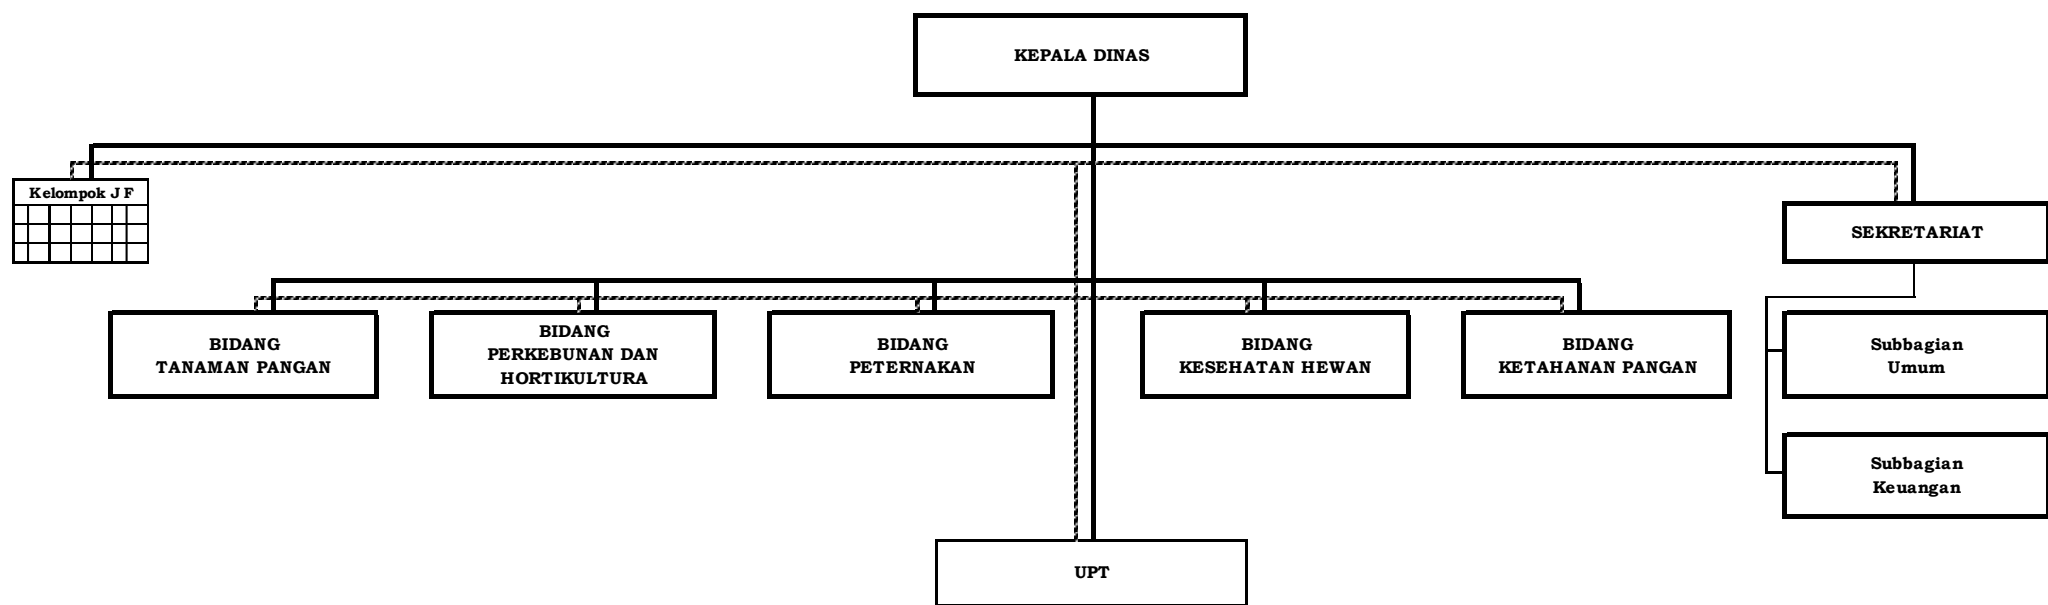 KEPALA DINAS
Kelompok J F
SEKRETARIAT
BIDANG
TANAMAN PANGAN
BIDANG
PERKEBUNAN DAN
HORTIKULTURA
BIDANG
PETERNAKAN
BIDANG
KESEHATAN HEWAN
BIDANG
KETAHANAN PANGAN
Subbagian
Umum
Subbagian
Keuangan
UPT